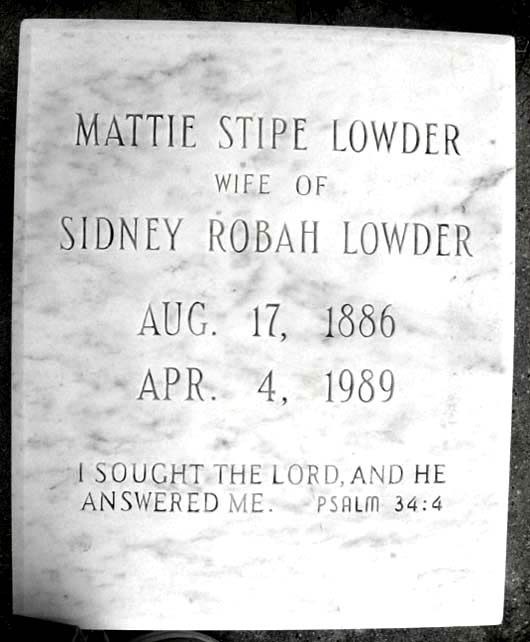 MATTIE STIPE LOWDER
WIFE OF
SIDNEY ROBAH LOWDER
AUG. 17, 1886
APR. 4, 1989
I SOUGHT THE LORD, AND HE
ANSWERED ME. PSALM 34:4